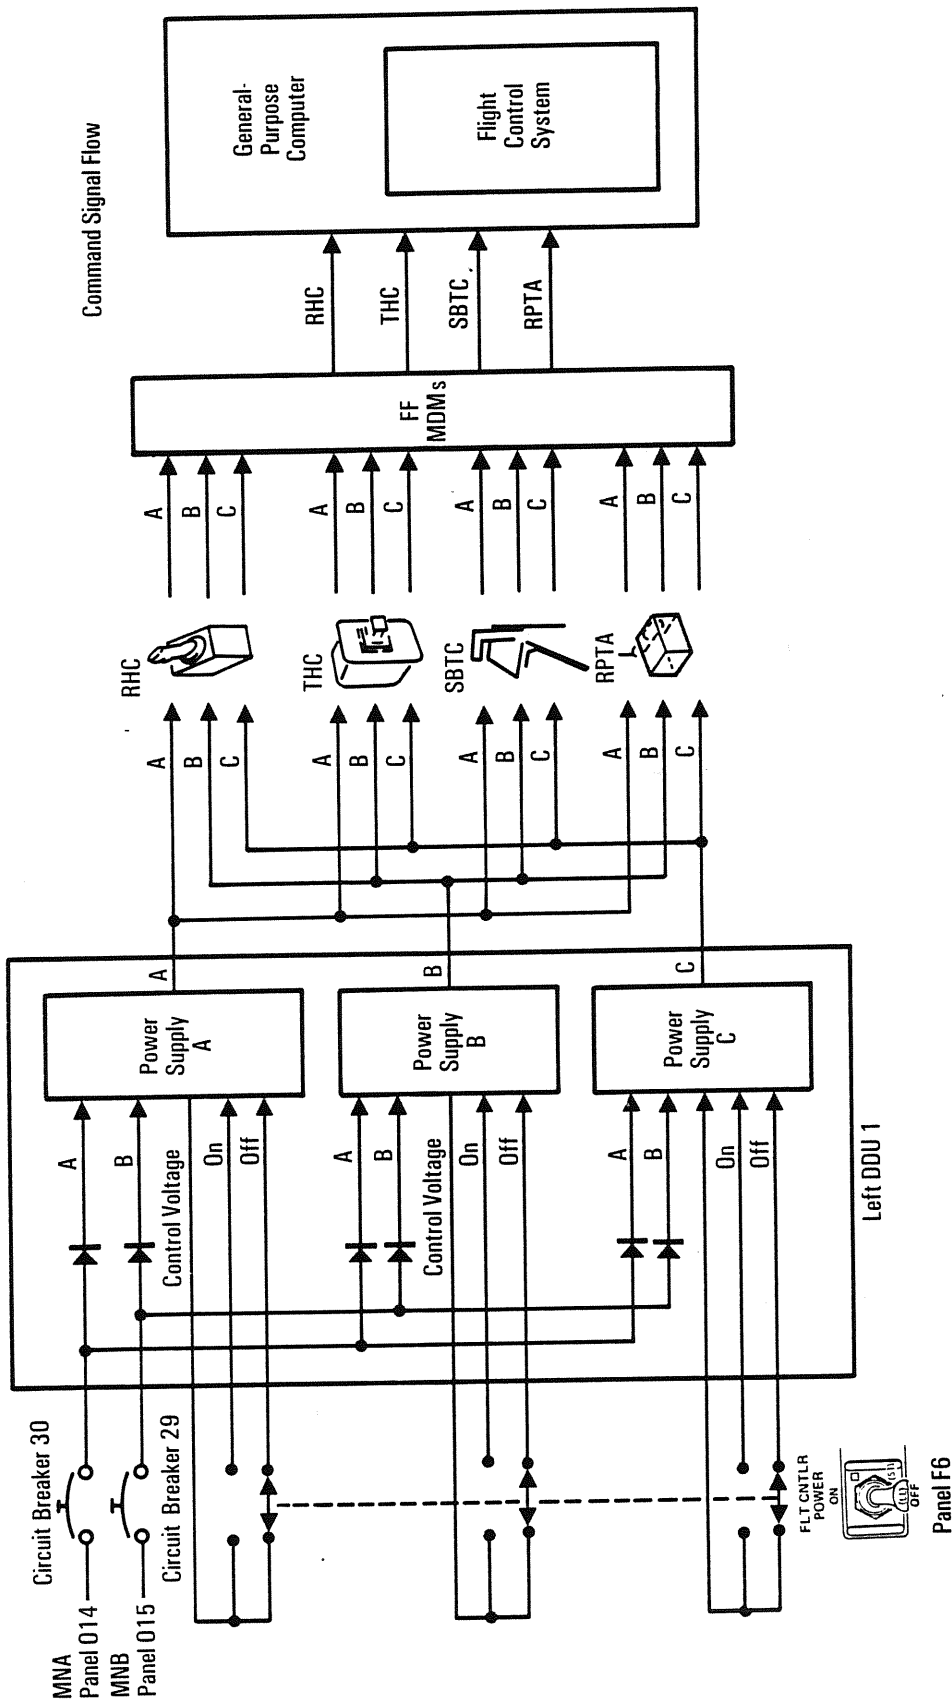 Command Signal Flow
MNA
Panel O14
Circuit Breaker 30
MNB
Panel O15
Circuit Breaker 29
A
B
Control Voltage
On
Off
Power
Supply
A
A
A
B
Control Voltage
On
Off
Power
Supply
B
B
A
B
On
Off
Power
Supply
C
C
Left DDU 1
FLT CNTLR
POWER
ON
OFF
Panel F6
A
B
C
RHC
A
B
C
A
B
C
THC
A
B
C
A
B
C
SBTC
A
B
C
A
B
C
RPTA
A
B
C
FF
MDMs
RHC
THC
SBTC
RPTA
General-
Purpose
Computer
Flight
Control
System